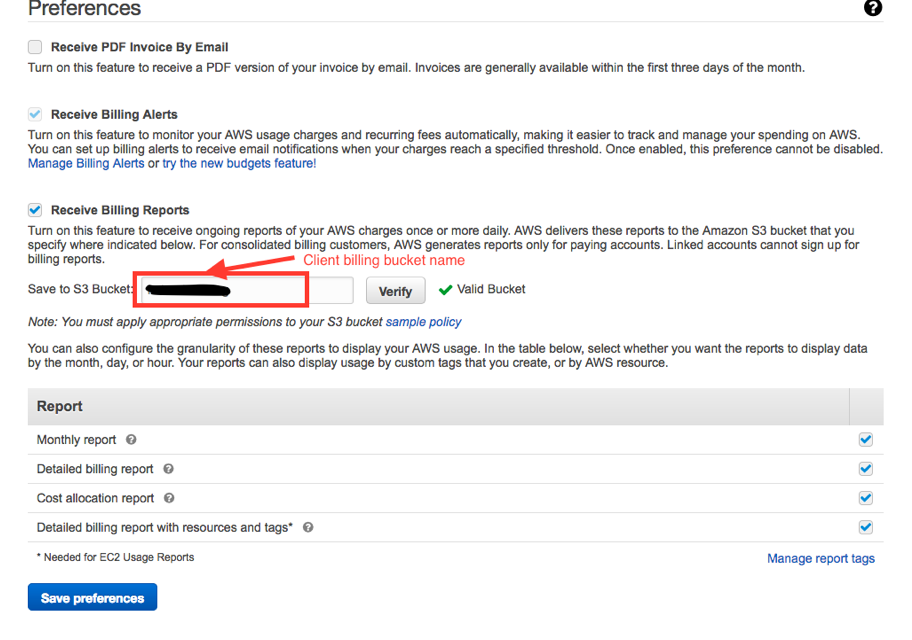 Preferences
Receive PDF Invoice By Email
Turn on this feature to receive a PDF version of your invoice by email. Invoices are generally available within the first three days of the month.
Receive Billing Alerts
Turn on this feature to monitor your AWS usage charges and recurring fees automatically, making it easier to track and manage your spending on AWS.
You can set up billing alerts to receive email notifications when your charges reach a specified threshold. Once enabled, this preference cannot be disabled.
Manage Billing Alerts or try the new budgets feature!
Receive Billing Reports
Turn on this feature to receive ongoing reports of your AWS charges once or more daily. AWS delivers these reports to the Amazon S3 bucket that you
specify where indicated below. For consolidated billing customers, AWS generates reports only for paying accounts. Linked accounts cannot sign up for
billing reports.
Client billing bucket name
Save to S3 Bucket: Verify Valid Bucket
Note: You must apply appropriate permissions to your S3 bucket sample policy
You can also configure the granularity of these reports to display your AWS usage. In the table below, select whether you want the reports to display data
by the month, day, or hour. Your reports can also display usage by custom tags that you create, or by AWS resource.
Report
Monthly report ?
Detailed billing report ?
Cost allocation report ?
Detailed billing report with resources and tags* ?
* Needed for EC2 Usage Reports
Manage report tags
Save preferences